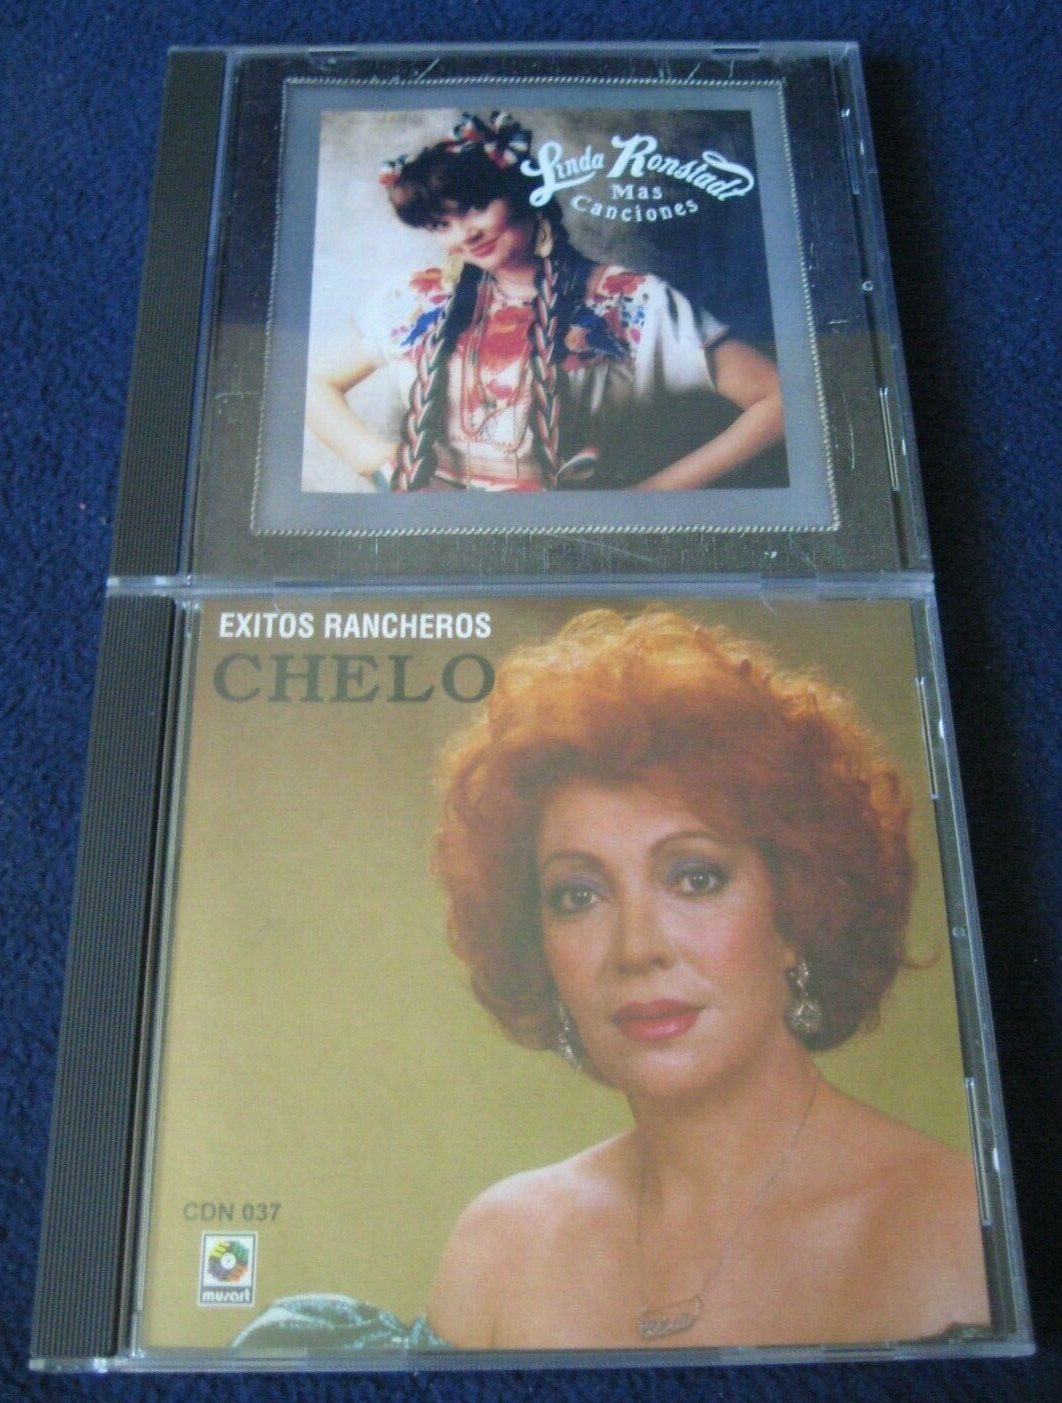 Linda Ronstadt
Mas
Canciones
EXITOS RANCHEROS
CHELO
CDN 037
musart